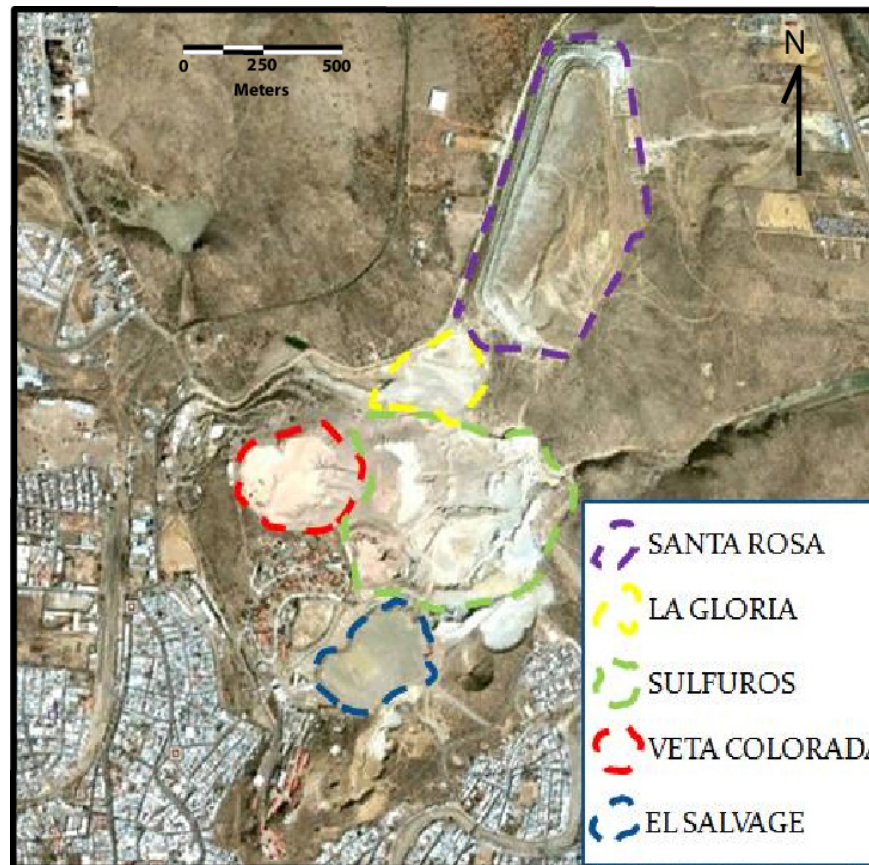 0 250 500
Meters
N
SANTA ROSA
LA GLORIA
SULFUROS
VETA COLORADA
EL SALVAGE